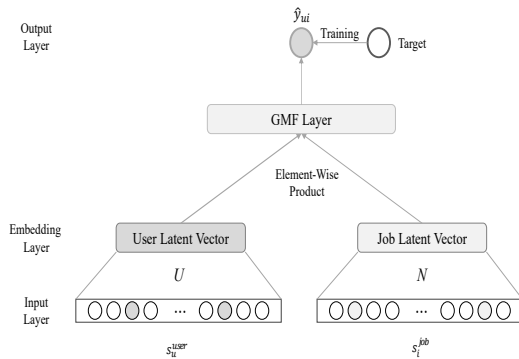 ŷ_ui
Output
Layer
Training
Target
GMF Layer
Element-Wise
Product
Embedding
Layer
User Latent Vector
Job Latent Vector
U
N
Input
Layer
...
...
s_u^user
s_i^job